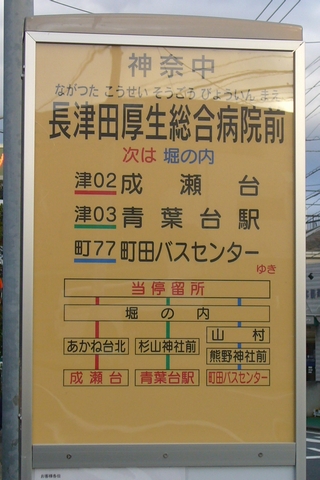 神奈中
ながつた こうせい そうごう びょういん まえ
長津田厚生総合病院前
次は 堀の内
津02 成瀬台
津03 青葉台駅
町77 町田バスセンター
ゆき
当停留所
堀の内
山村
あかね台北 杉山神社前 熊野神社前
成瀬台 青葉台駅 町田バスセンター